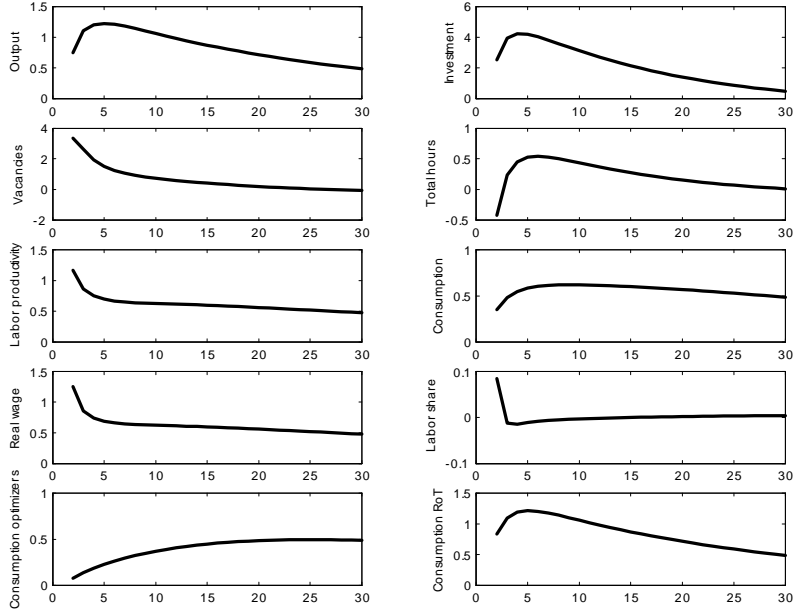 Output
1.5
1
0.5
0
0 5 10 15 20 25 30
Investment
6
4
2
0
0 5 10 15 20 25 30
Vacancies
4
2
0
-2
0 5 10 15 20 25 30
Total hours
1
0.5
0
-0.5
0 5 10 15 20 25 30
Labor productivity
1.5
1
0.5
0
0 5 10 15 20 25 30
Consumption
1
0.5
0
0 5 10 15 20 25 30
Real wage
1.5
1
0.5
0
0 5 10 15 20 25 30
Labor share
0.1
0
-0.1
0 5 10 15 20 25 30
Consumption optimizers
1
0.5
0
0 5 10 15 20 25 30
Consumption RoT
1.5
1
0.5
0
0 5 10 15 20 25 30